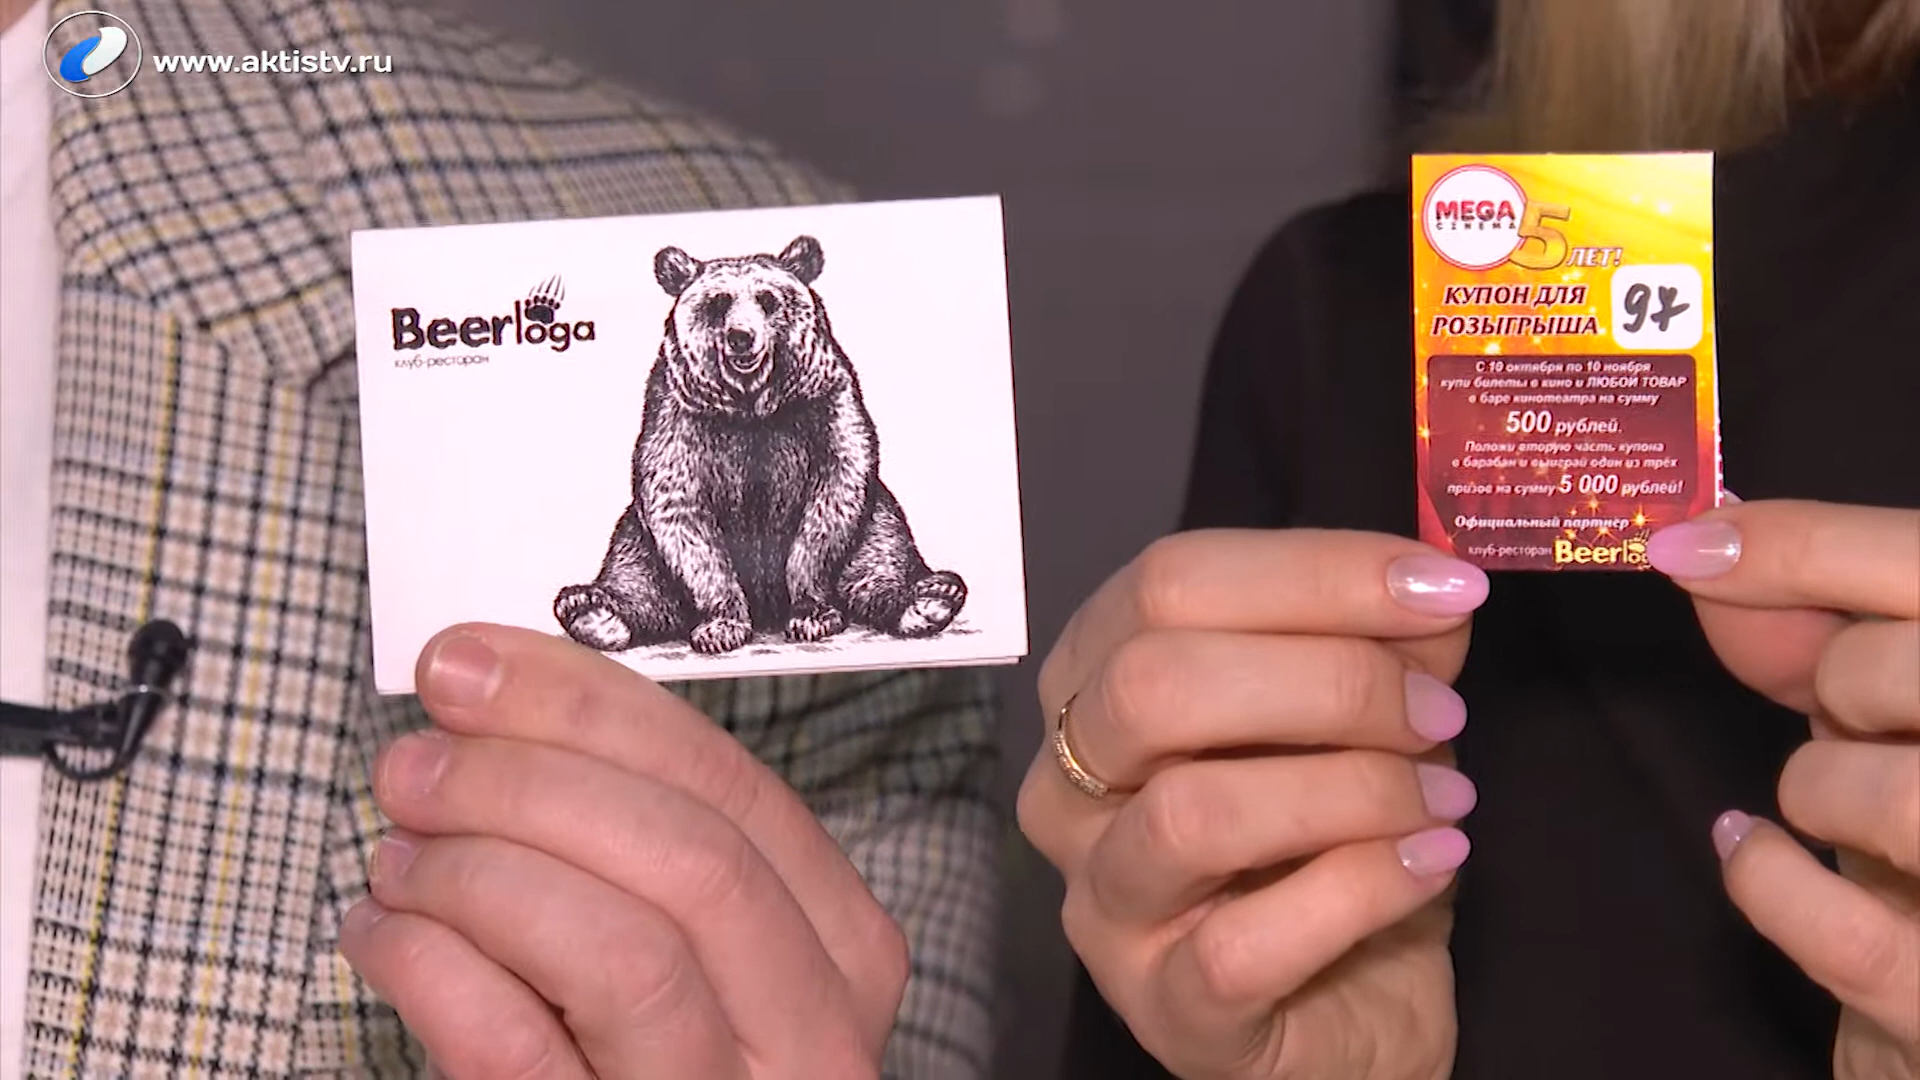 www.aktistv.ru
Beerloga
клуб-ресторан
MEGA
CINEMA
5 ЛЕТ!
КУПОН ДЛЯ
РОЗЫГРЫША
97
С 10 октября по 10 ноября
купи билеты в кино и ЛЮБОЙ ТОВАР
в баре кинотеатра на сумму
500 рублей.
Положи вторую часть купона
в барабан и выиграй один из трёх
призов на сумму 5 000 рублей!
Официальный партнёр
клуб-ресторан Beerlo